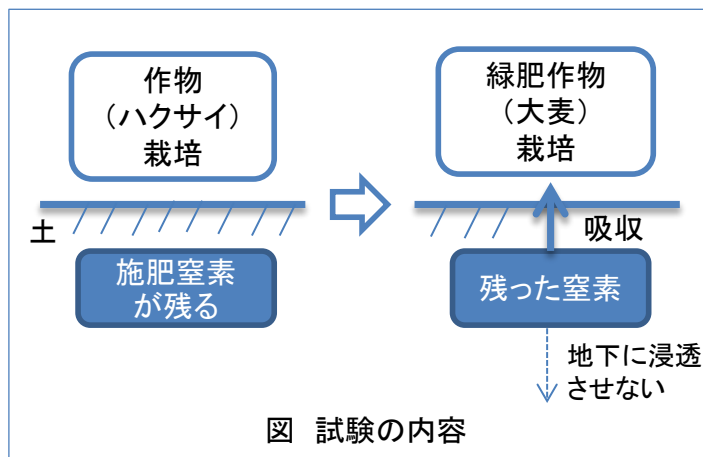 作物
（ハクサイ）
栽培
土
施肥窒素
が残る
緑肥作物
（大麦）
栽培
吸収
残った窒素
地下に浸透
させない
図 試験の内容